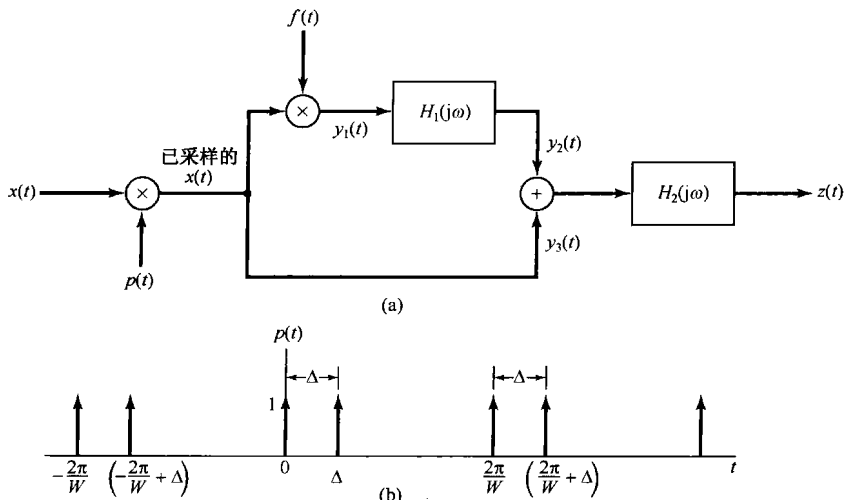 f(t)
×
y₁(t)
H₁(jω)
y₂(t)
已采样的
x(t)
x(t)
×
+
H₂(jω)
z(t)
y₃(t)
p(t)
(a)
p(t)
Δ
Δ
1
-2π/W
(-2π/W + Δ)
0
Δ
2π/W
(2π/W + Δ)
t
(b)